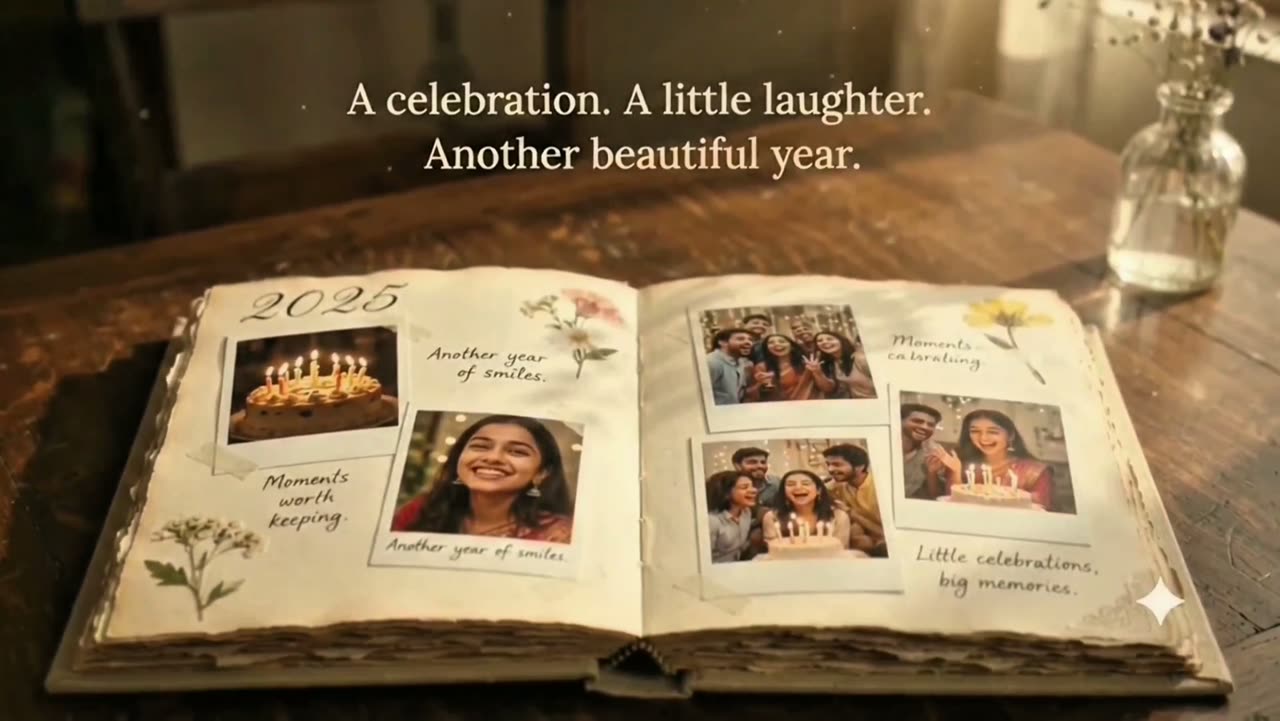 A celebration. A little laughter.
Another beautiful year.
2025
Another year
of smiles.
Moments
worth
keeping.
Another year of smiles.
Moments
Little celebrations,
big memories.